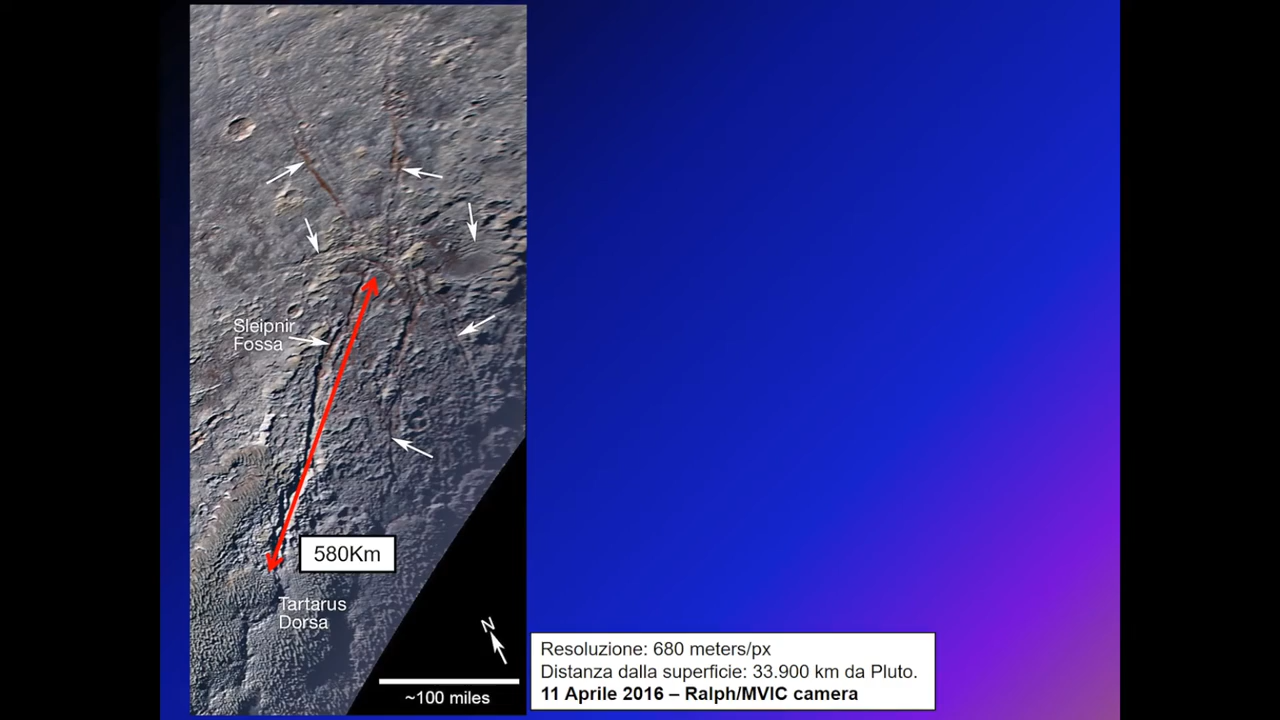 Sleipnir
Fossa
580Km
Tartarus
Dorsa
N
~100 miles
Resoluzione: 680 meters/px
Distanza dalla superficie: 33.900 km da Pluto.
11 Aprile 2016 – Ralph/MVIC camera